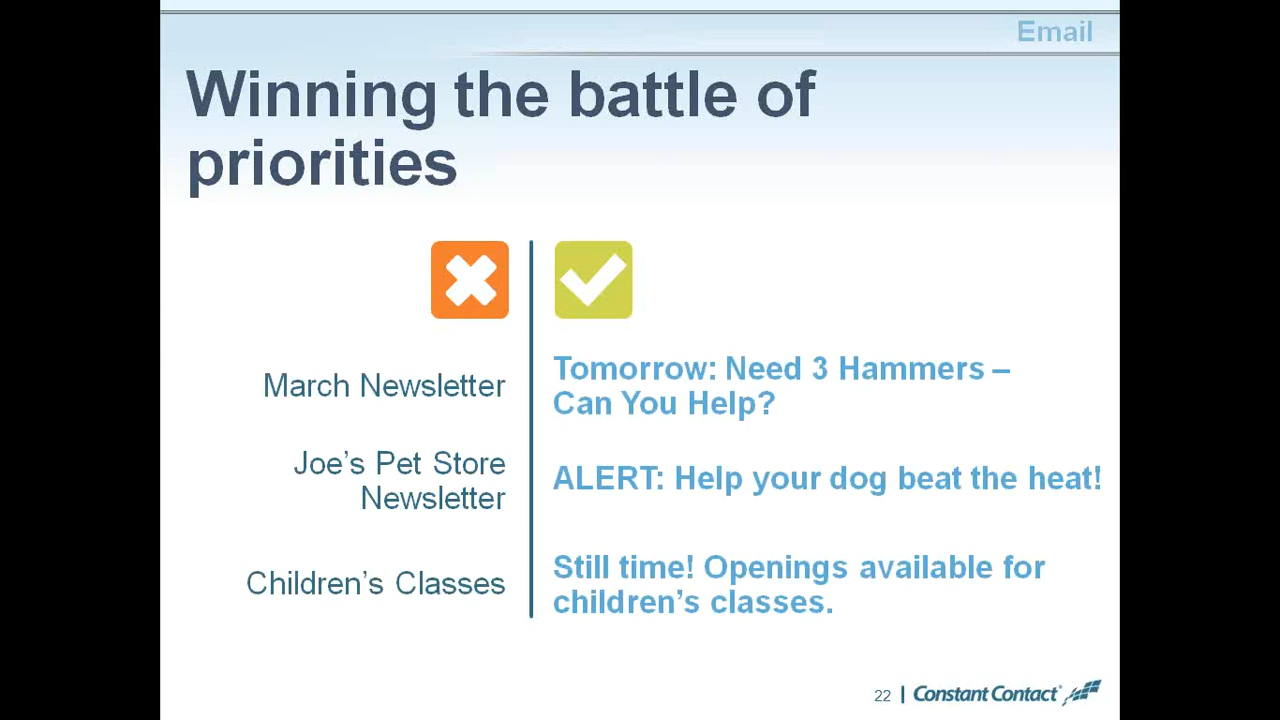 Email
Winning the battle of
priorities
March Newsletter
Tomorrow: Need 3 Hammers –
Can You Help?
Joe’s Pet Store
Newsletter
ALERT: Help your dog beat the heat!
Children’s Classes
Still time! Openings available for
children’s classes.
22 | Constant Contact®